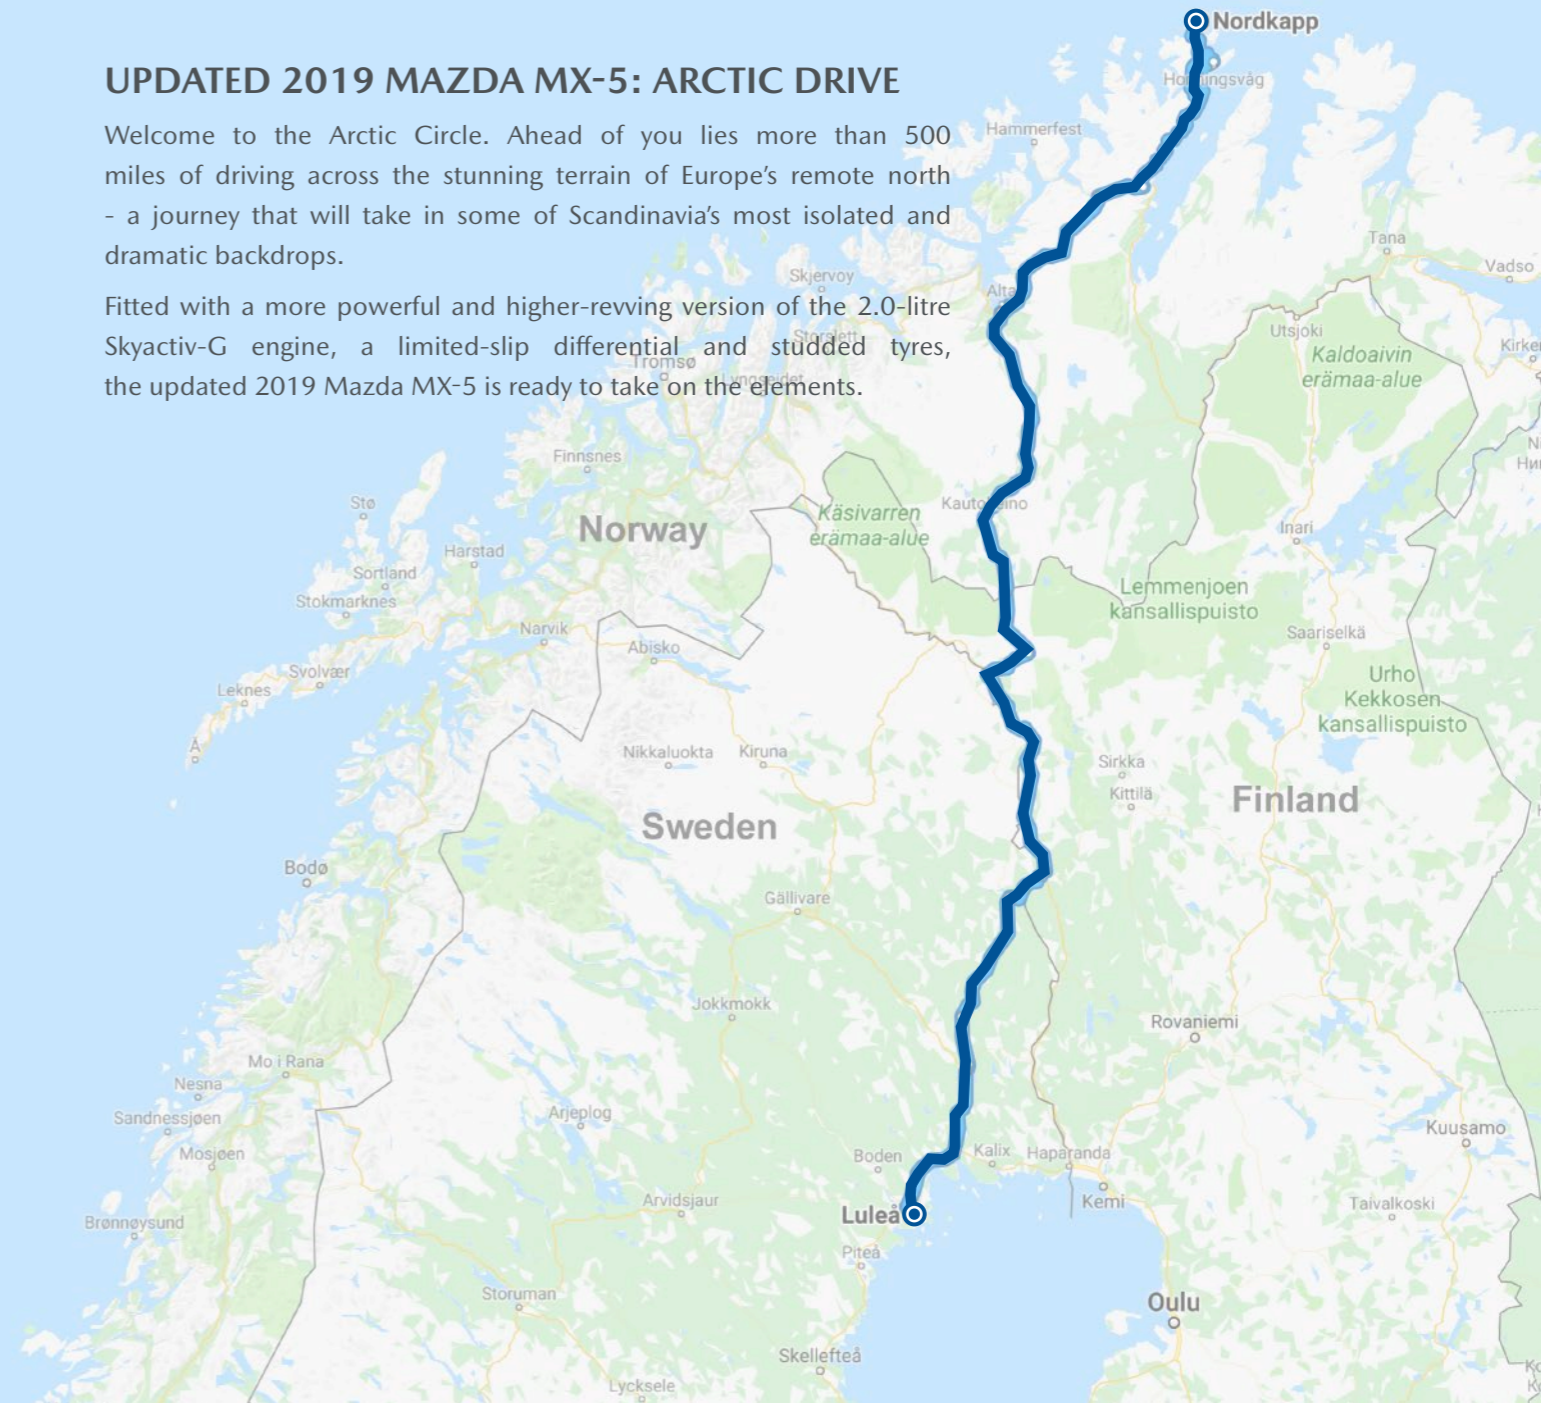 Nordkapp
UPDATED 2019 MAZDA MX-5: ARCTIC DRIVE
Welcome to the Arctic Circle. Ahead of you lies more than 500
miles of driving across the stunning terrain of Europe's remote north
- a journey that will take in some of Scandinavia's most isolated and
dramatic backdrops.
Fitted with a more powerful and higher-revving version of the 2.0-litre
Skyactiv-G engine, a limited-slip differential and studded tyres,
the updated 2019 Mazda MX-5 is ready to take on the elements.
Hammerfest
Tana
Vadso
Skjervoy
Alta
Storslett
Utsjoki
Tromsø
Lyngseidet
Kaldoaivin
erämaa-alue
Finnsnes
Stø
Käsivarren
erämaa-alue
Norway
Inari
Harstad
Sortland
Stokmarknes
Lemmenjoen
kansallispuisto
Narvik
Abisko
Saariselkä
Svolvær
Leknes
Urho
Kekkosen
kansallispuisto
Å
Nikkaluokta
Kiruna
Sirkka
Kittilä
Finland
Sweden
Bodø
Gällivare
Jokkmokk
Rovaniemi
Mo i Rana
Nesna
Sandnessjøen
Arjeplog
Kuusamo
Mosjøen
Boden
Kalix
Haparanda
Arvidsjaur
Kemi
Taivalkoski
Brønnøysund
Luleå
Piteå
Storuman
Oulu
Skellefteå
Lycksele